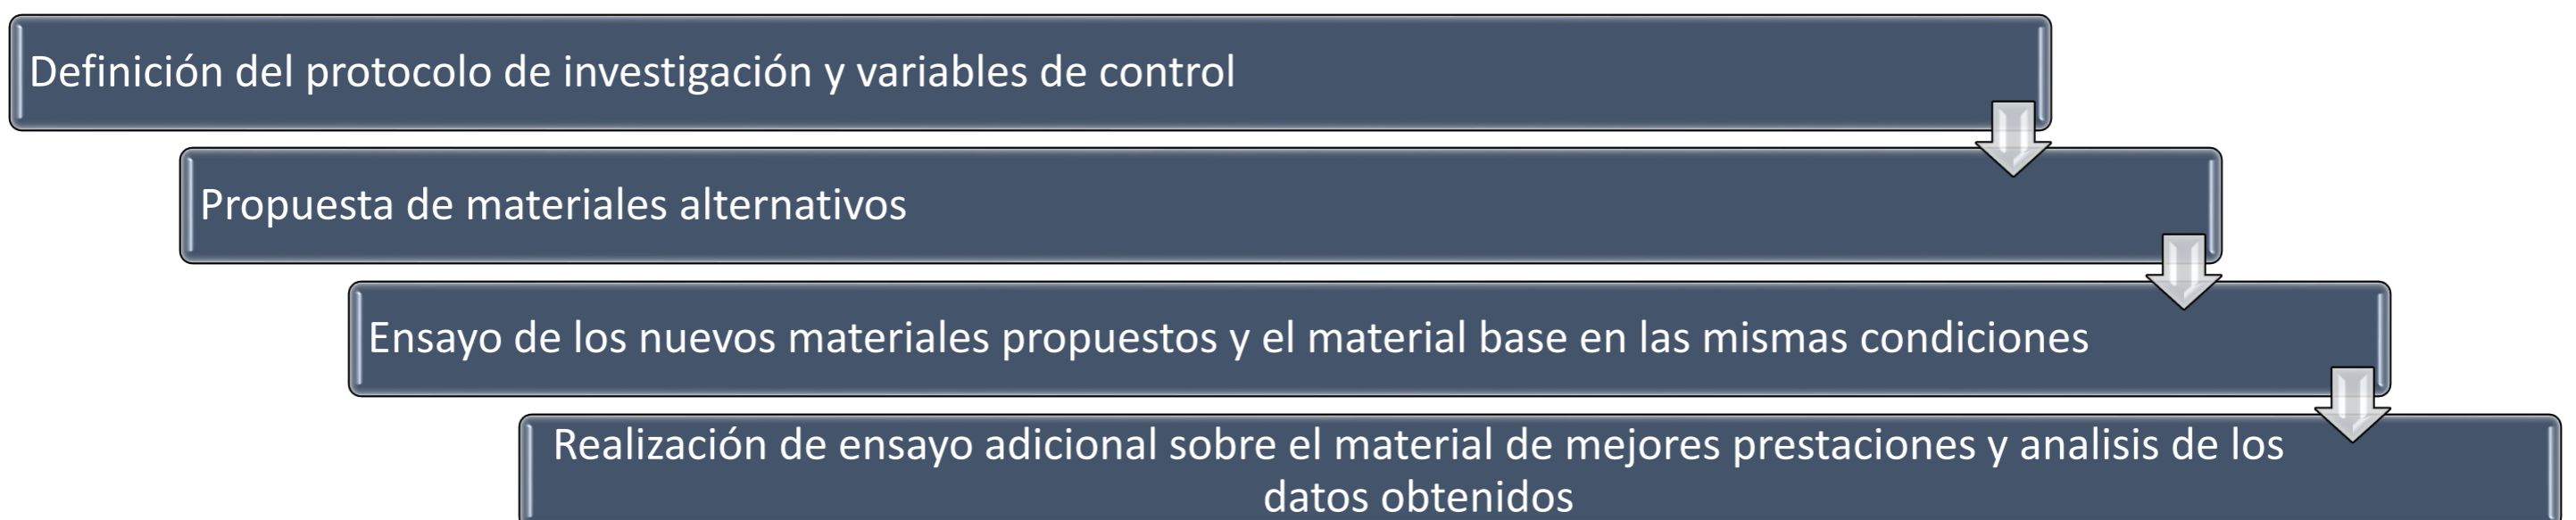 Definición del protocolo de investigación y variables de control
Propuesta de materiales alternativos
Ensayo de los nuevos materiales propuestos y el material base en las mismas condiciones
Realización de ensayo adicional sobre el material de mejores prestaciones y analisis de los
datos obtenidos